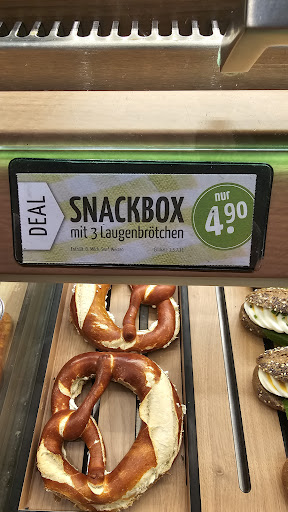 DEAL
SNACKBOX
mit 3 Laugenbrötchen
nur
4.90